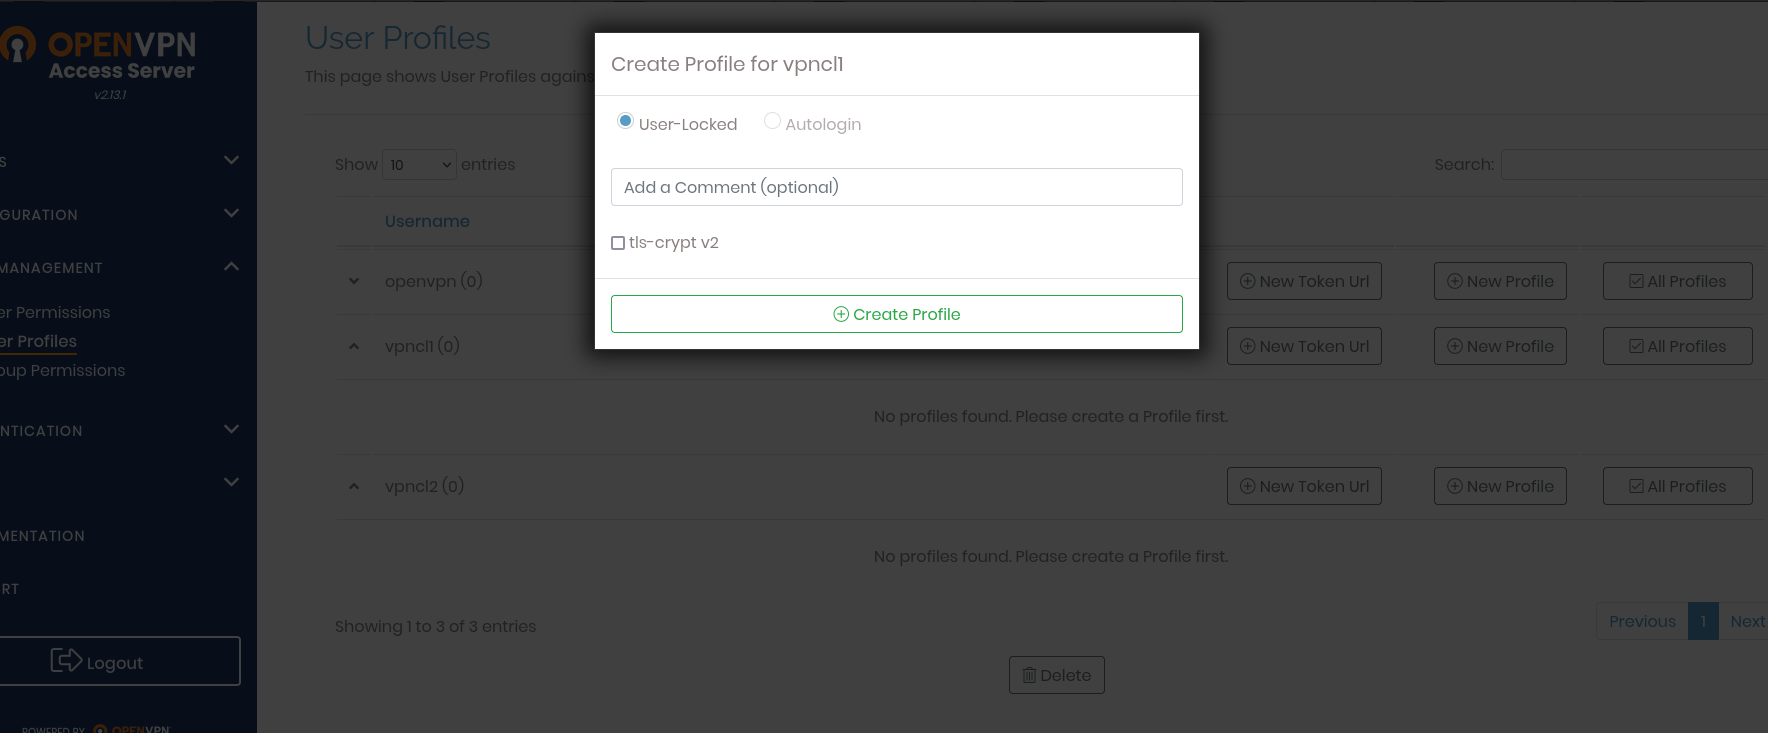 OPENVPN
Access Server
v2.13.1
S
GURATION
MANAGEMENT
er Permissions
er Profiles
oup Permissions
NTICATION
MENTATION
RT
Logout
POWERED BY OPENVPN
User Profiles
This page shows User Profiles agains
Show 10 entries
Search:
Username
openvpn (0) New Token Url New Profile All Profiles
vpncl1 (0) New Token Url New Profile All Profiles
No profiles found. Please create a Profile first.
vpncl2 (0) New Token Url New Profile All Profiles
No profiles found. Please create a Profile first.
Showing 1 to 3 of 3 entries
Previous 1 Next
Delete
Create Profile for vpncl1
User-Locked Autologin
Add a Comment (optional)
tls-crypt v2
Create Profile